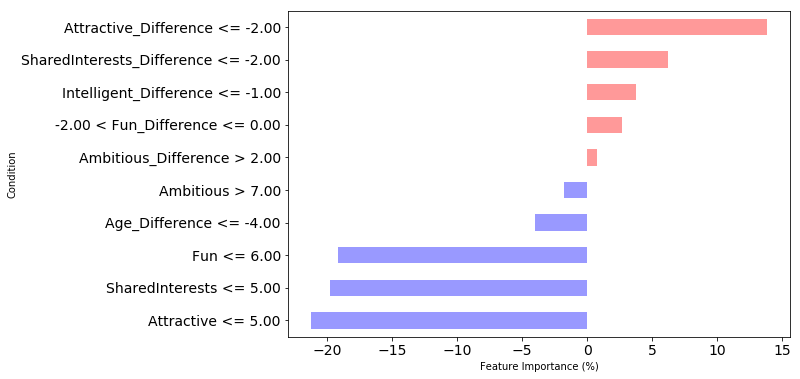 Attractive_Difference <= -2.00
SharedInterests_Difference <= -2.00
Intelligent_Difference <= -1.00
-2.00 < Fun_Difference <= 0.00
Ambitious_Difference > 2.00
Ambitious > 7.00
Age_Difference <= -4.00
Fun <= 6.00
SharedInterests <= 5.00
Attractive <= 5.00
Condition
−20 −15 −10 −5 0 5 10 15
Feature Importance (%)